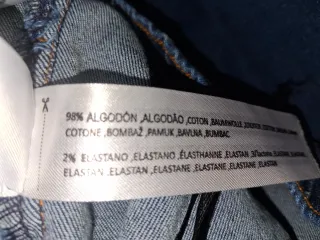 98% ALGODÓN ,ALGODÃO ,COTON ,BAUMWOLLE
COTONE ,BOMBAŽ ,PAMUK ,BAVLNA ,BUMBAC
2% ELASTANO ,ELASTANO ,ÉLASTHANNE ,ELASTAN ,ELASTAN
ELASTAN ,ELASTAN ,ELASTANE ,ELASTANE ,ELASTAN